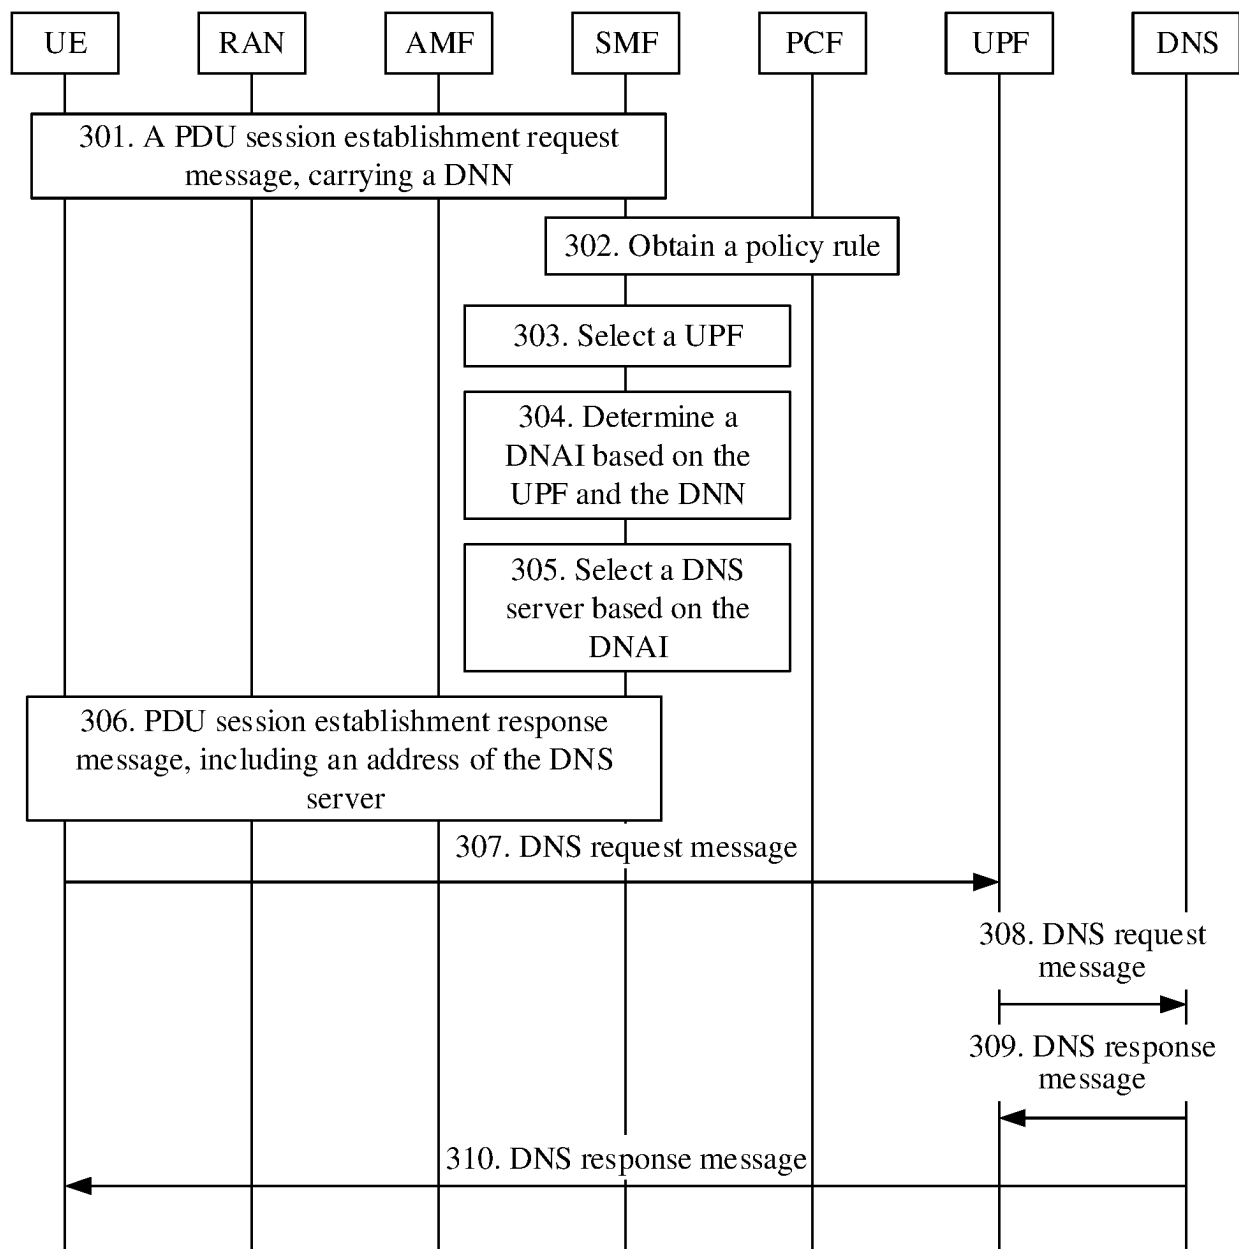 UE
RAN
AMF
SMF
PCF
UPF
DNS
301. A PDU session establishment request
message, carrying a DNN
302. Obtain a policy rule
303. Select a UPF
304. Determine a
DNAI based on the
UPF and the DNN
305. Select a DNS
server based on the
DNAI
306. PDU session establishment response
message, including an address of the DNS
server
307. DNS request message
308. DNS request
message
309. DNS response
message
310. DNS response message